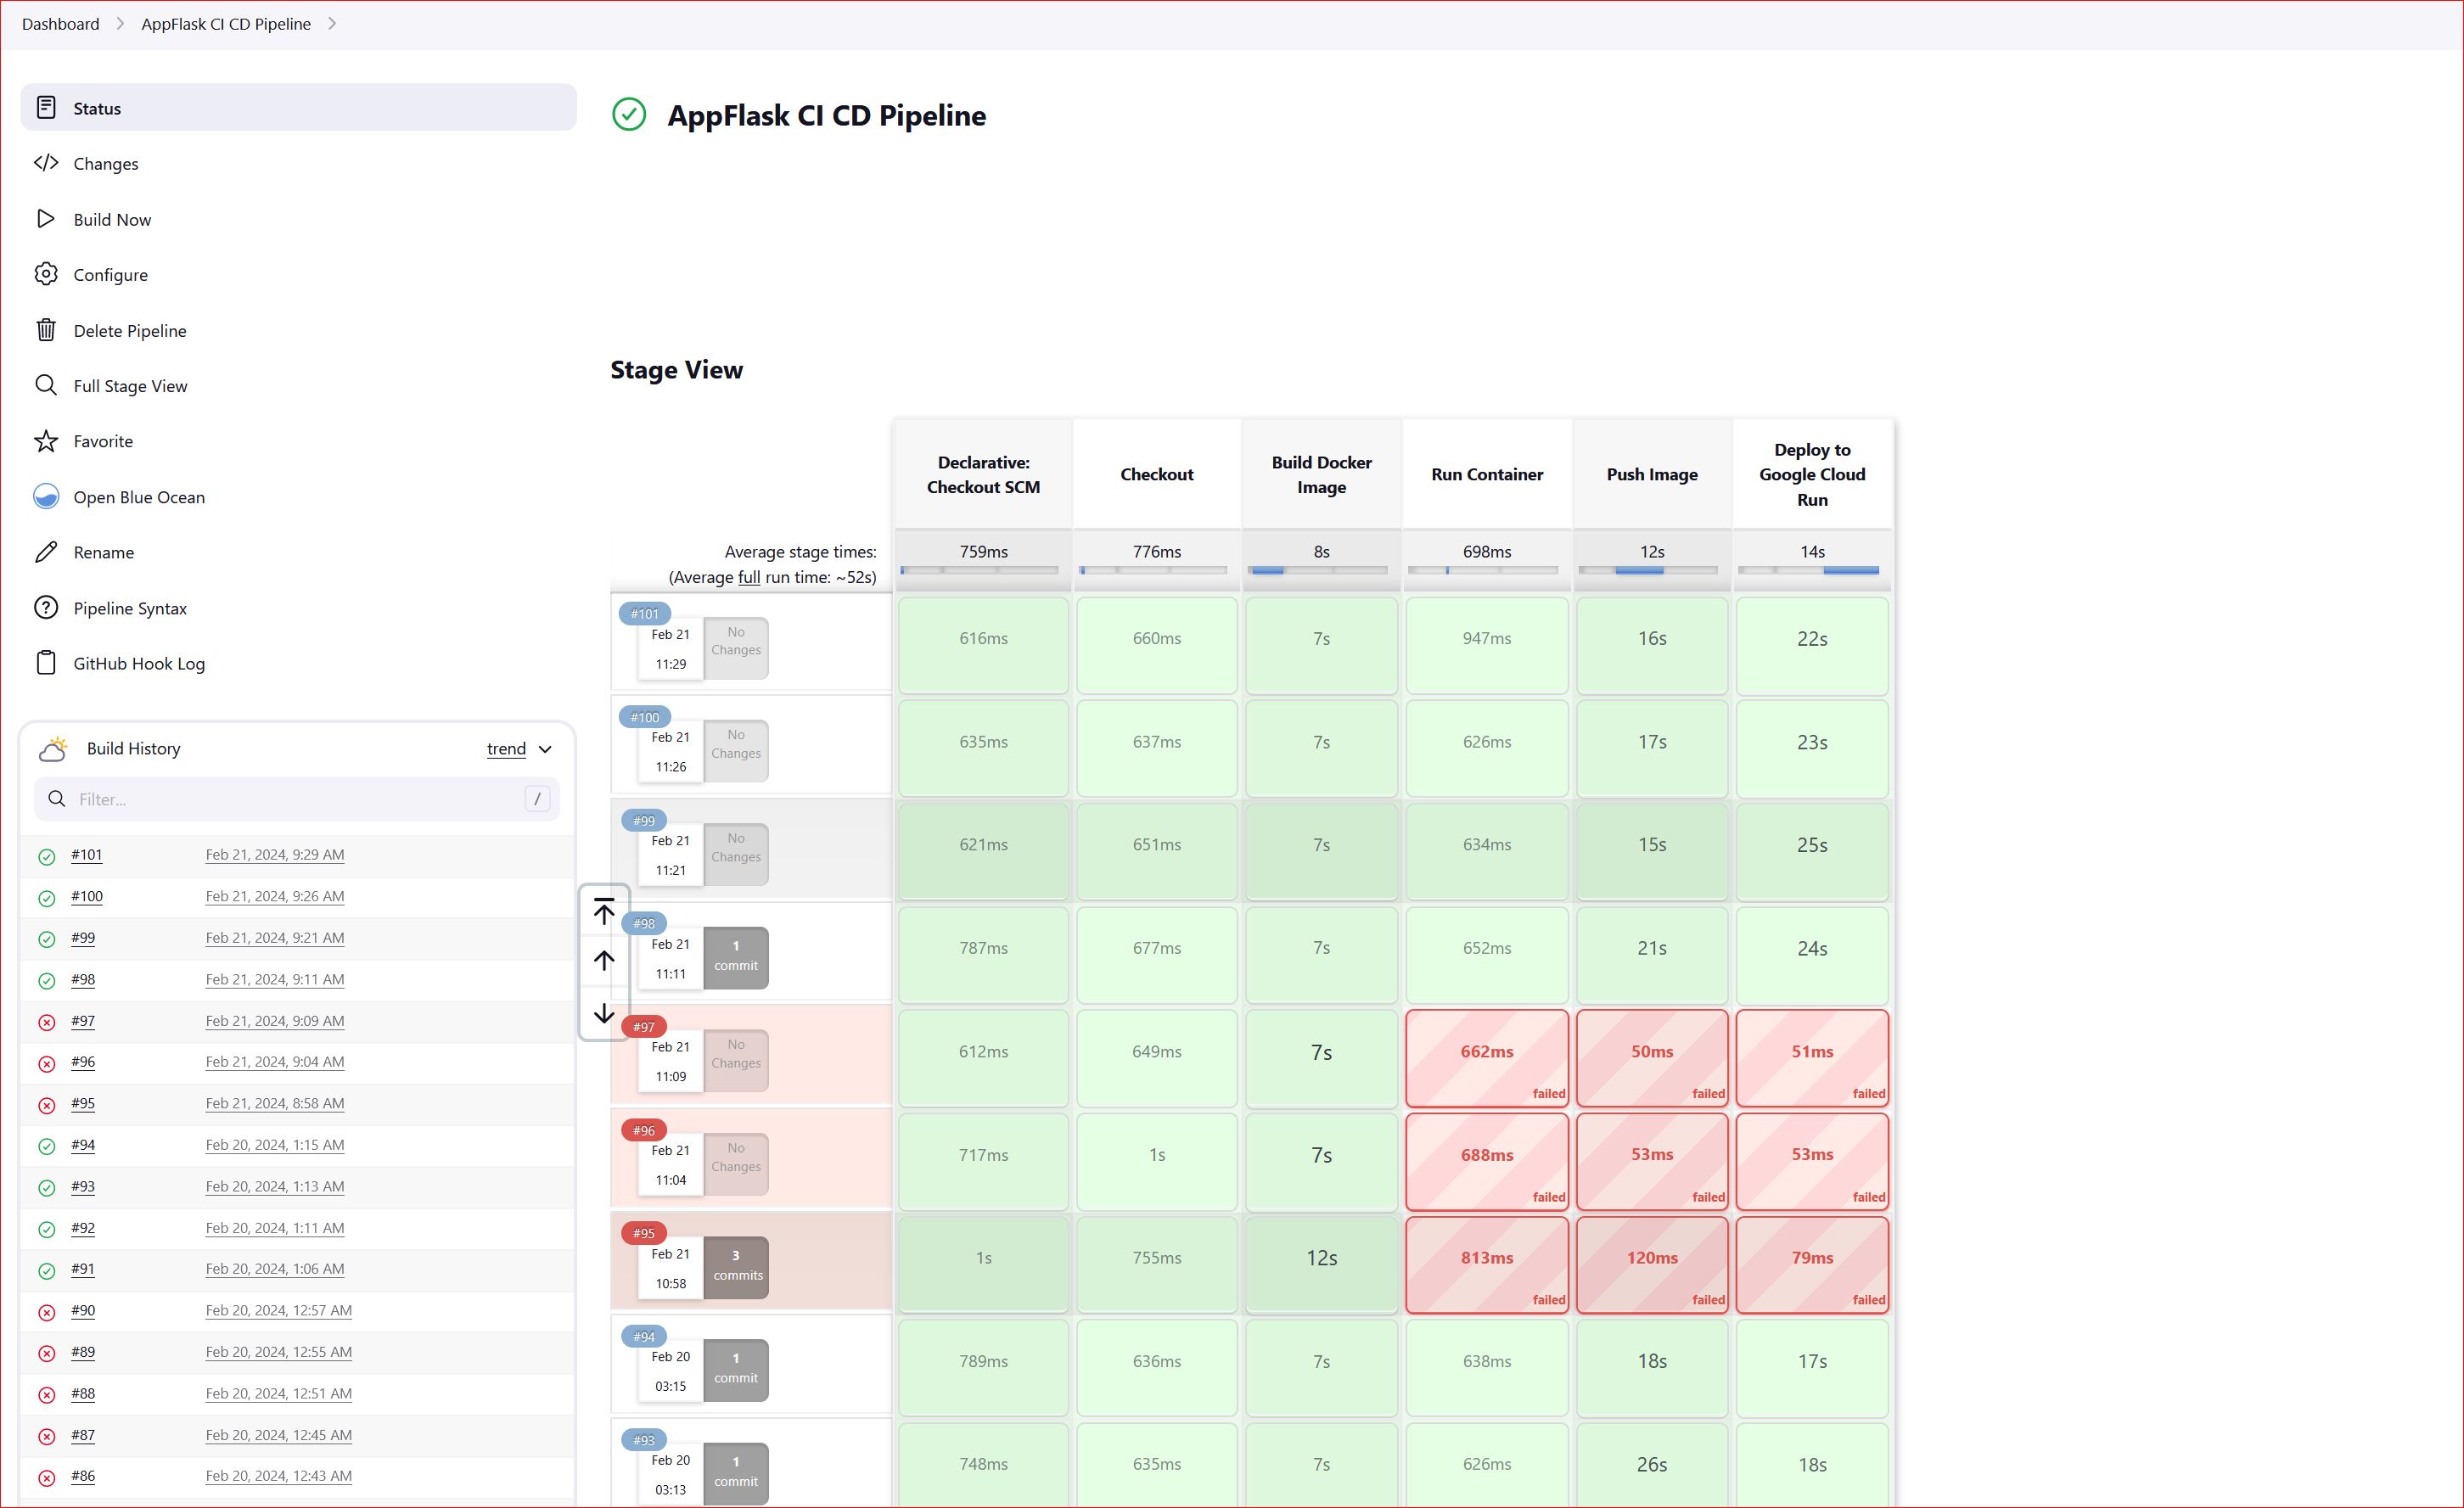 Dashboard
AppFlask CI CD Pipeline
Status
Changes
Build Now
Configure
Delete Pipeline
Full Stage View
Favorite
Open Blue Ocean
Rename
Pipeline Syntax
GitHub Hook Log
Build History
trend
Filter...
/
#101 Feb 21, 2024, 9:29 AM
#100 Feb 21, 2024, 9:26 AM
#99 Feb 21, 2024, 9:21 AM
#98 Feb 21, 2024, 9:11 AM
#97 Feb 21, 2024, 9:09 AM
#96 Feb 21, 2024, 9:04 AM
#95 Feb 21, 2024, 8:58 AM
#94 Feb 20, 2024, 1:15 AM
#93 Feb 20, 2024, 1:13 AM
#92 Feb 20, 2024, 1:11 AM
#91 Feb 20, 2024, 1:06 AM
#90 Feb 20, 2024, 12:57 AM
#89 Feb 20, 2024, 12:55 AM
#88 Feb 20, 2024, 12:51 AM
#87 Feb 20, 2024, 12:45 AM
#86 Feb 20, 2024, 12:43 AM
AppFlask CI CD Pipeline
Stage View
Declarative:
Checkout SCM
Checkout
Build Docker
Image
Run Container
Push Image
Deploy to
Google Cloud
Run
Average stage times:
(Average full run time: ~52s)
759ms 776ms 8s 698ms 12s 14s
#101
Feb 21
11:29
No
Changes
616ms 660ms 7s 947ms 16s 22s
#100
Feb 21
11:26
No
Changes
635ms 637ms 7s 626ms 17s 23s
#99
Feb 21
11:21
No
Changes
621ms 651ms 7s 634ms 15s 25s
#98
Feb 21
11:11
1
commit
787ms 677ms 7s 652ms 21s 24s
#97
Feb 21
11:09
No
Changes
612ms 649ms 7s 662ms 50ms 51ms
failed failed failed
#96
Feb 21
11:04
No
Changes
717ms 1s 7s 688ms 53ms 53ms
failed failed failed
#95
Feb 21
10:58
3
commits
1s 755ms 12s 813ms 120ms 79ms
failed failed failed
#94
Feb 20
03:15
1
commit
789ms 636ms 7s 638ms 18s 17s
#93
Feb 20
03:13
1
commit
748ms 635ms 7s 626ms 26s 18s